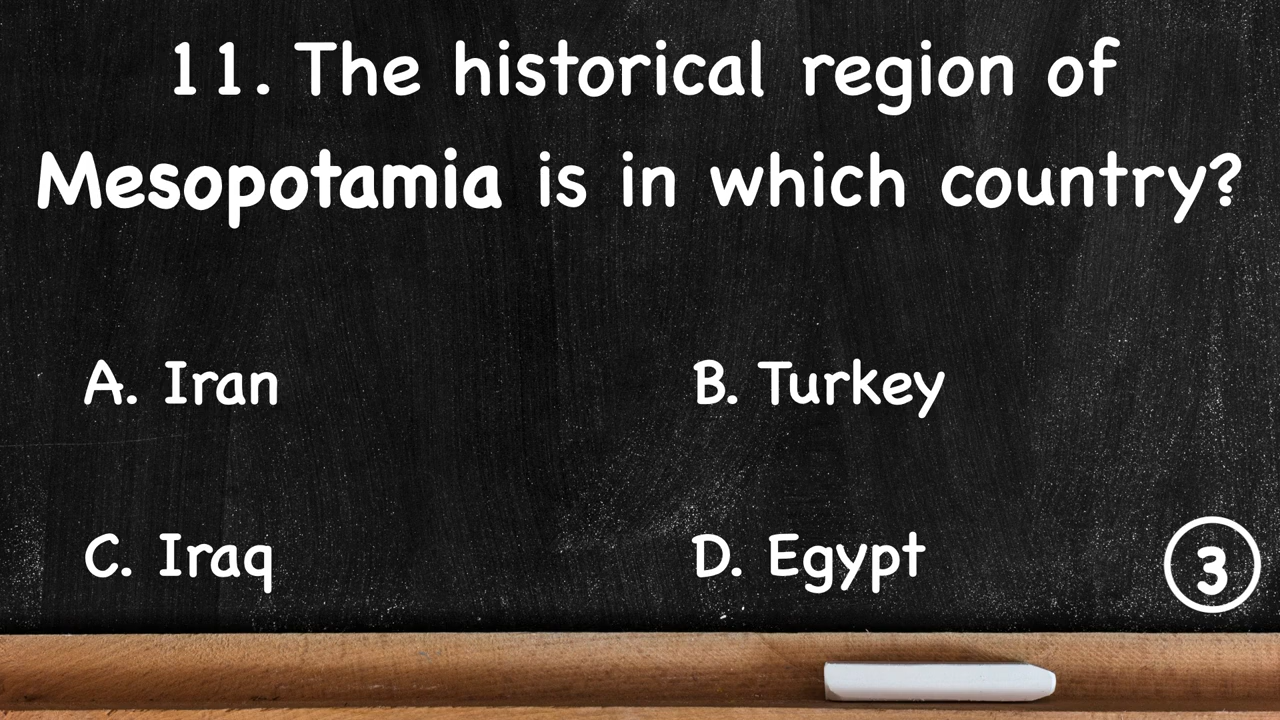 11. The historical region of
Mesopotamia is in which country?
A. Iran
B. Turkey
C. Iraq
D. Egypt
3